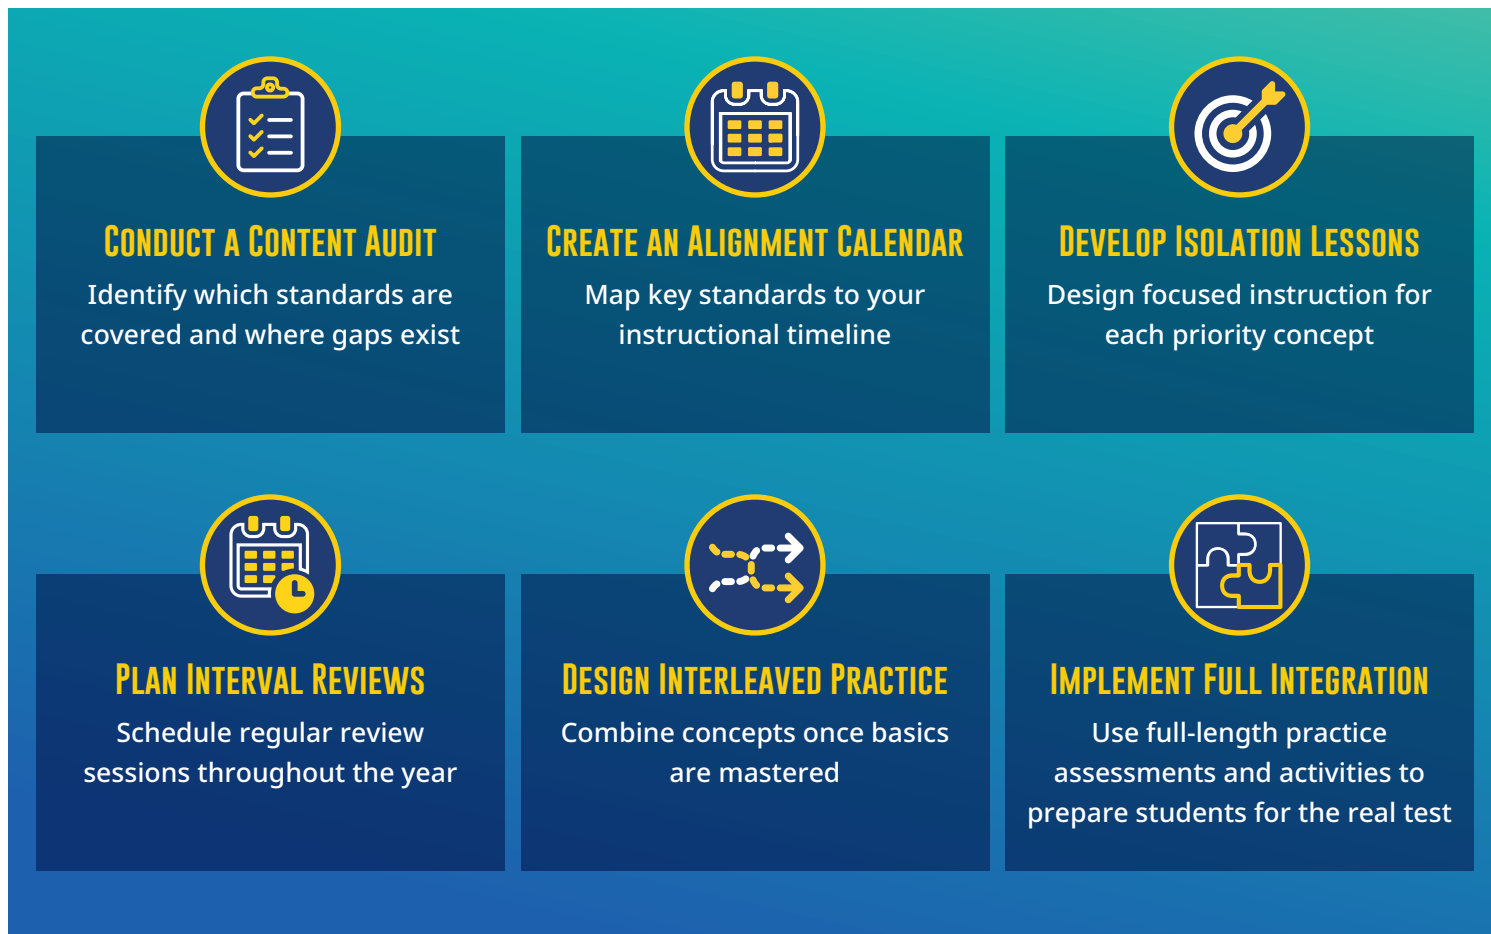 Conduct a Content Audit
Identify which standards are
covered and where gaps exist
Create an Alignment Calendar
Map key standards to your
instructional timeline
Develop Isolation Lessons
Design focused instruction for
each priority concept
Plan Interval Reviews
Schedule regular review
sessions throughout the year
Design Interleaved Practice
Combine concepts once basics
are mastered
Implement Full Integration
Use full-length practice
assessments and activities to
prepare students for the real test